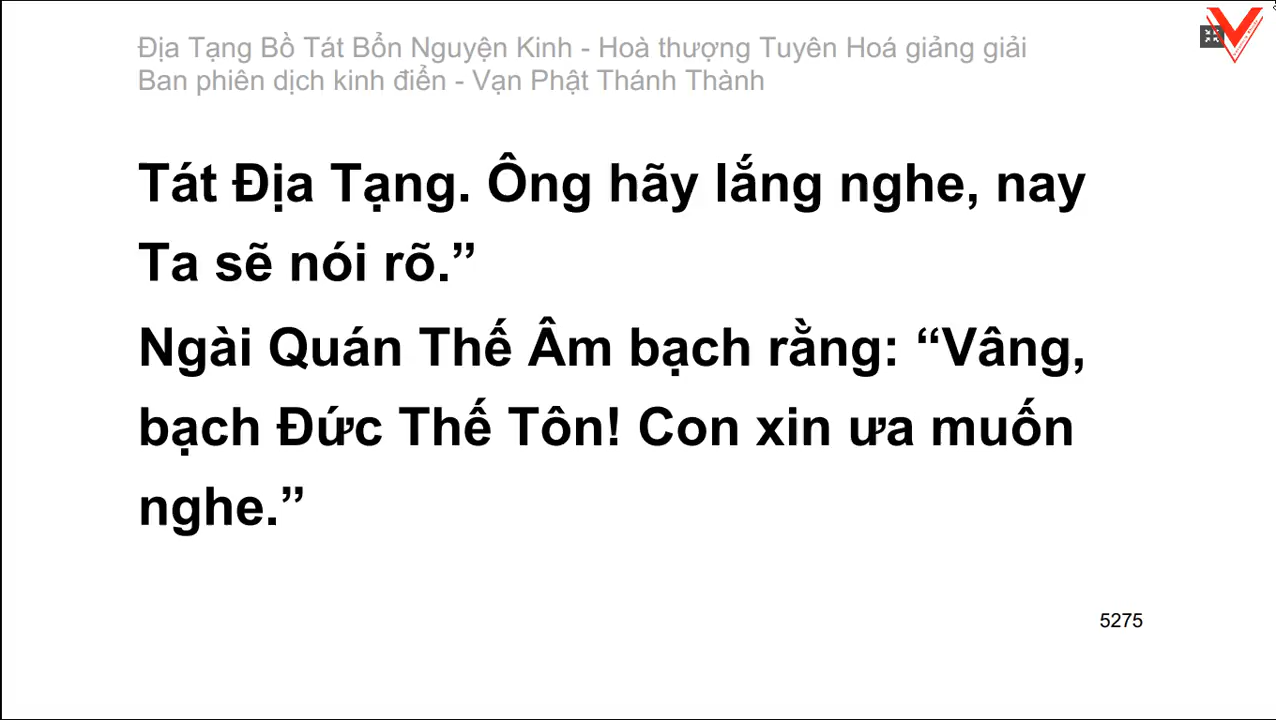 Địa Tạng Bồ Tát Bổn Nguyện Kinh - Hoà thượng Tuyên Hoá giảng giải
Ban phiên dịch kinh điển - Vạn Phật Thánh Thành
Tát Địa Tạng. Ông hãy lắng nghe, nay
Ta sẽ nói rõ.”
Ngài Quán Thế Âm bạch rằng: “Vâng,
bạch Đức Thế Tôn! Con xin ưa muốn
nghe.”
5275